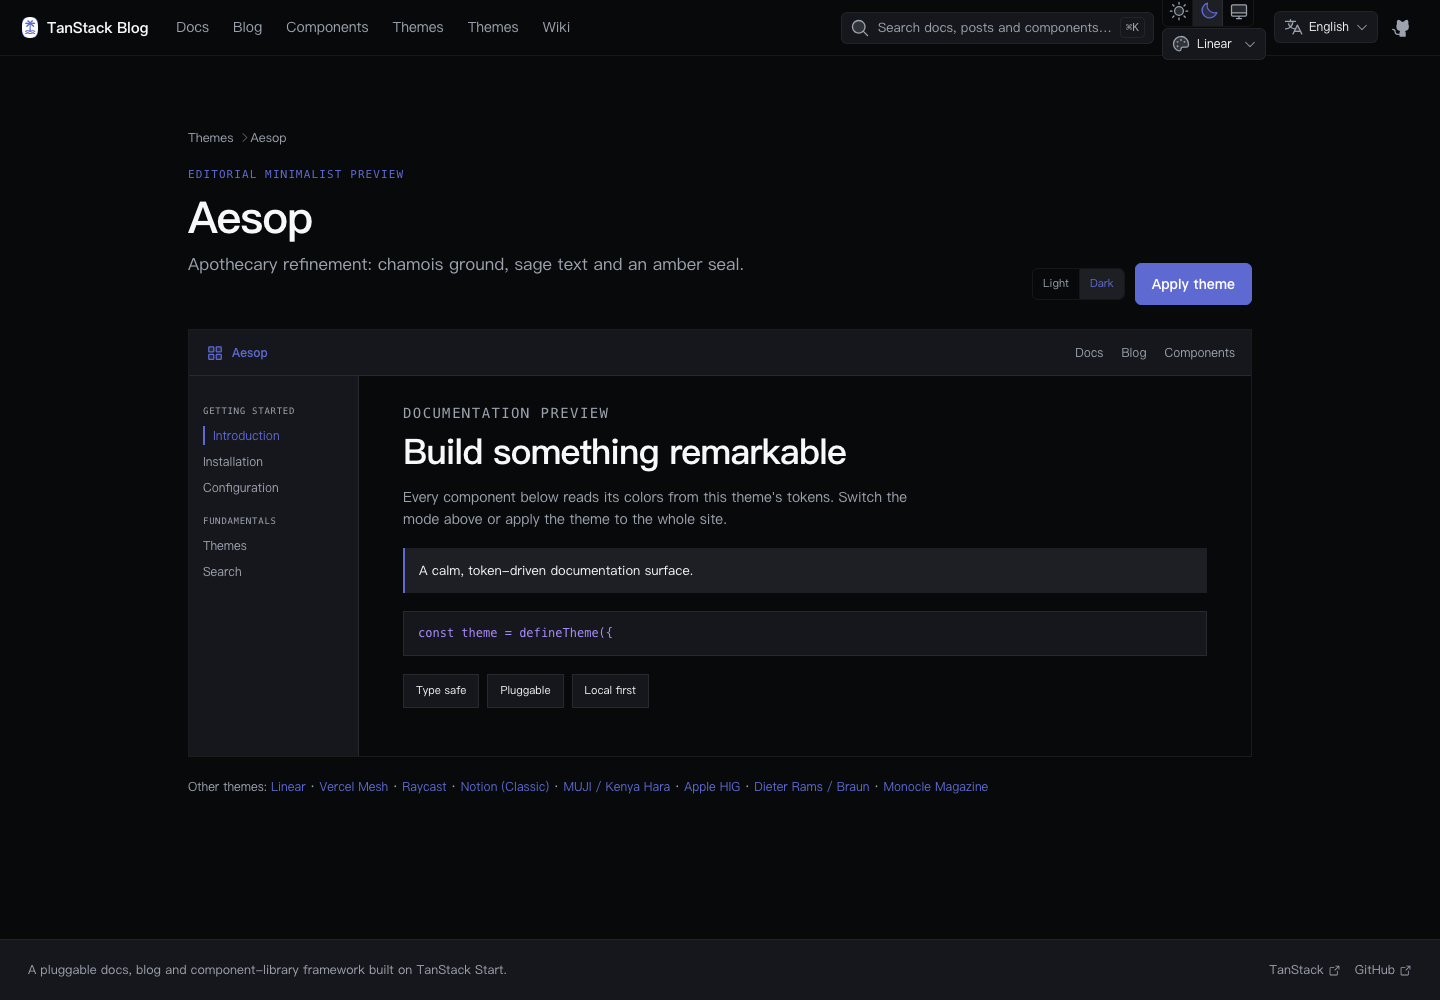 TanStack Blog
Docs
Blog
Components
Themes
Themes
Wiki
Search docs, posts and components...
⌘K
Linear
English
Themes
Aesop
EDITORIAL MINIMALIST PREVIEW
Aesop
Apothecary refinement: chamois ground, sage text and an amber seal.
Light
Dark
Apply theme
Aesop
Docs
Blog
Components
GETTING STARTED
Introduction
Installation
Configuration
FUNDAMENTALS
Themes
Search
DOCUMENTATION PREVIEW
Build something remarkable
Every component below reads its colors from this theme's tokens. Switch the
mode above or apply the theme to the whole site.
A calm, token-driven documentation surface.
const theme = defineTheme({
Type safe
Pluggable
Local first
Other themes: Linear · Vercel Mesh · Raycast · Notion (Classic) · MUJI / Kenya Hara · Apple HIG · Dieter Rams / Braun · Monocle Magazine
A pluggable docs, blog and component-library framework built on TanStack Start.
TanStack
GitHub